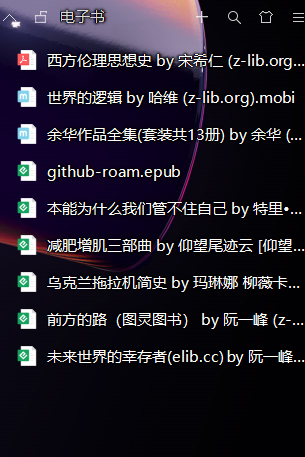 电子书
西方伦理思想史 by 宋希仁 (z-lib.org...
世界的逻辑 by 哈维 (z-lib.org).mobi
余华作品全集(套装共13册) by 余华 (...
github-roam.epub
本能为什么我们管不住自己 by 特里•...
减肥增肌三部曲 by 仰望尾迹云 [仰望...
乌克兰拖拉机简史 by 玛琳娜 柳薇卡...
前方的路（图灵图书） by 阮一峰 (z-...
未来世界的幸存者(elib.cc) by 阮一峰...